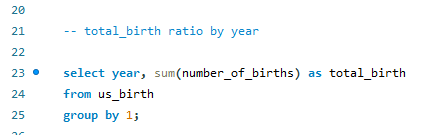 20
21 -- total_birth ratio by year
22
23 select year, sum(number_of_births) as total_birth
24 from us_birth
25 group by 1;